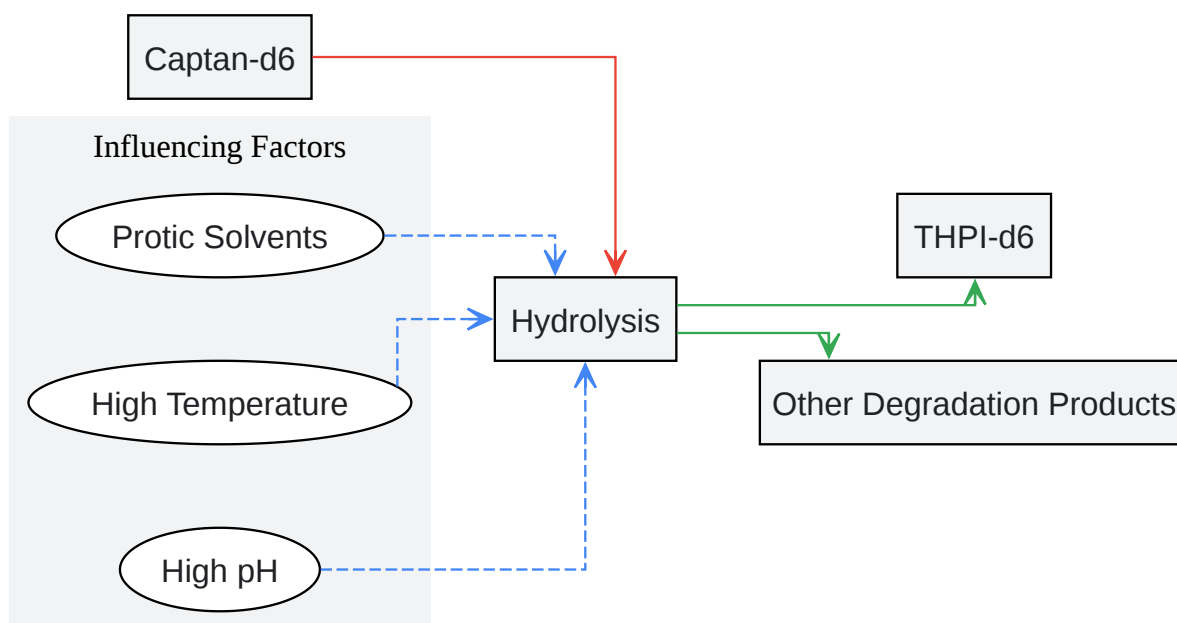 Captan-d6
Influencing Factors
Protic Solvents
THPI-d6
Hydrolysis
High Temperature
Other Degradation Products
High pH